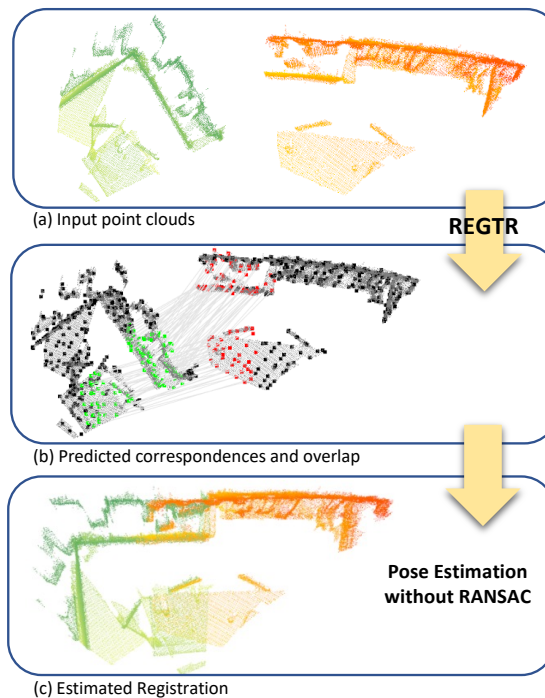 (a) Input point clouds
REGTR
(b) Predicted correspondences and overlap
Pose Estimation
without RANSAC
(c) Estimated Registration